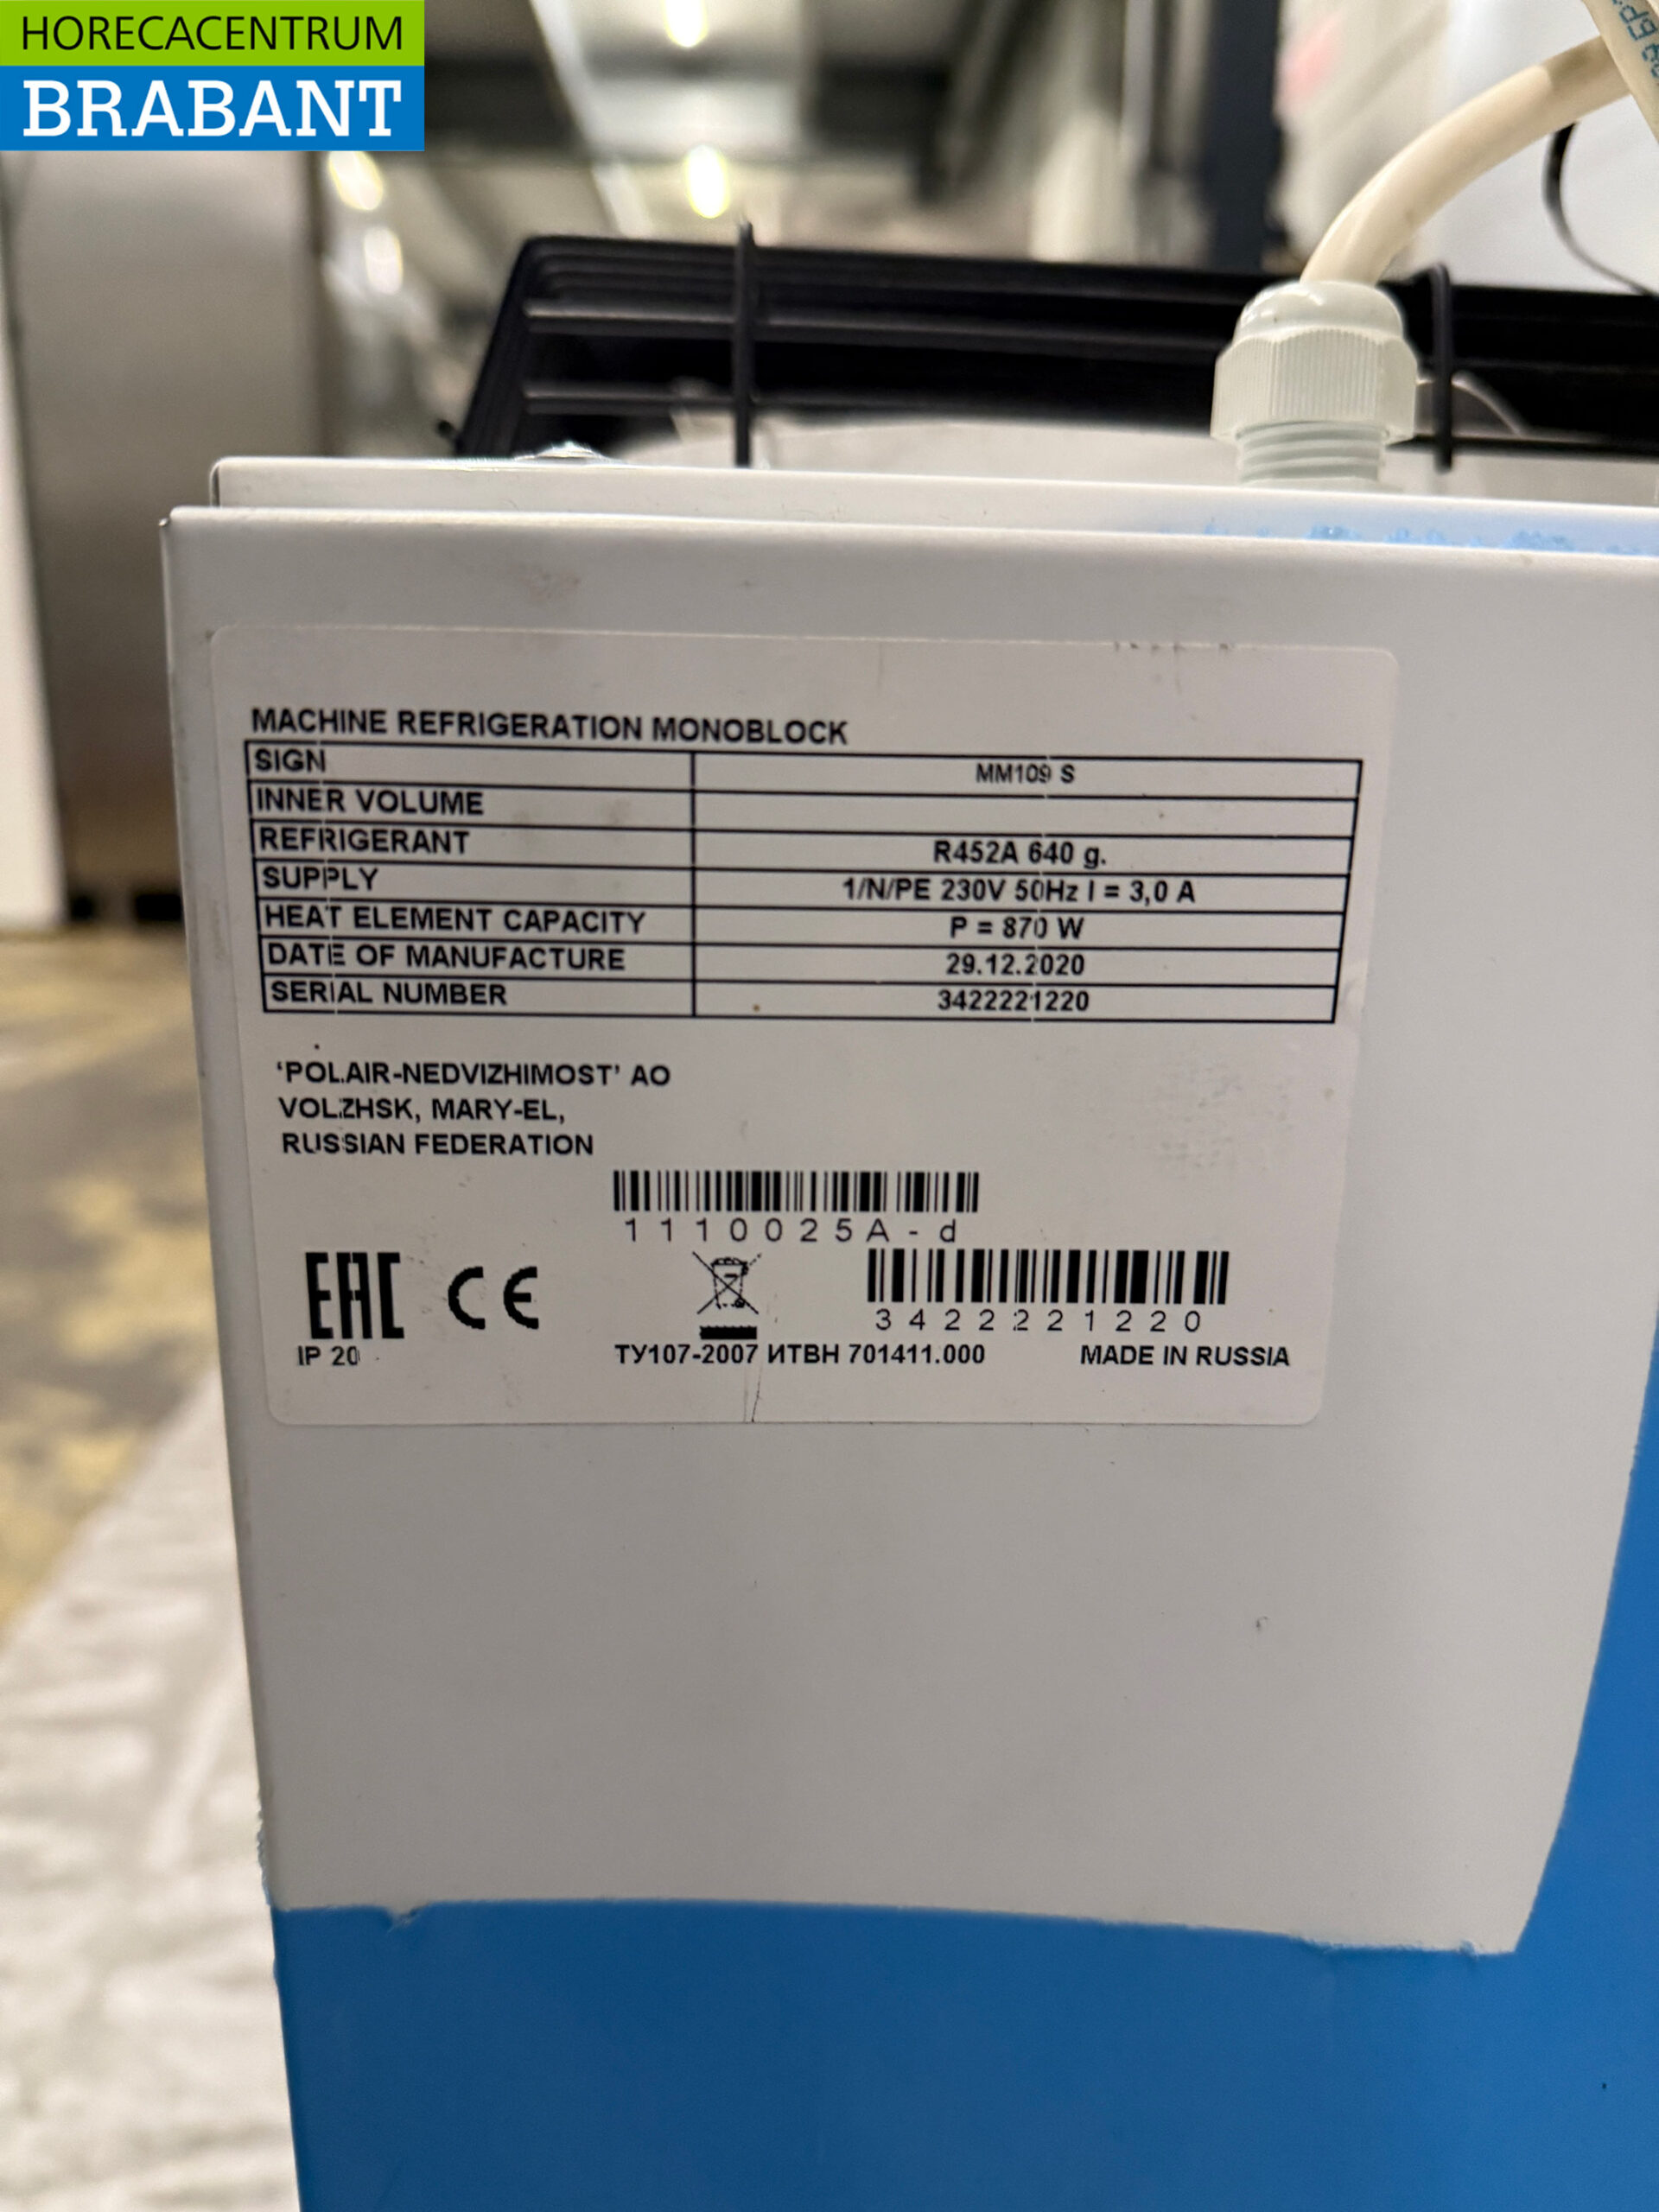 HORECACENTRUM
BRABANT
MACHINE REFRIGERATION MONOBLOCK
SIGN MM109 S
INNER VOLUME
REFRIGERANT R452A 640 g.
SUPPLY 1/N/PE 230V 50Hz I = 3,0 A
HEAT ELEMENT CAPACITY P = 870 W
DATE OF MANUFACTURE 29.12.2020
SERIAL NUMBER 3422221220
'POLAIR-NEDVIZHIMOST' AO
VOLZHSK, MARY-EL,
RUSSIAN FEDERATION
1110025A-d
EAC CE
3422221220
IP 20 ТУ107-2007 ИТВН 701411.000 MADE IN RUSSIA